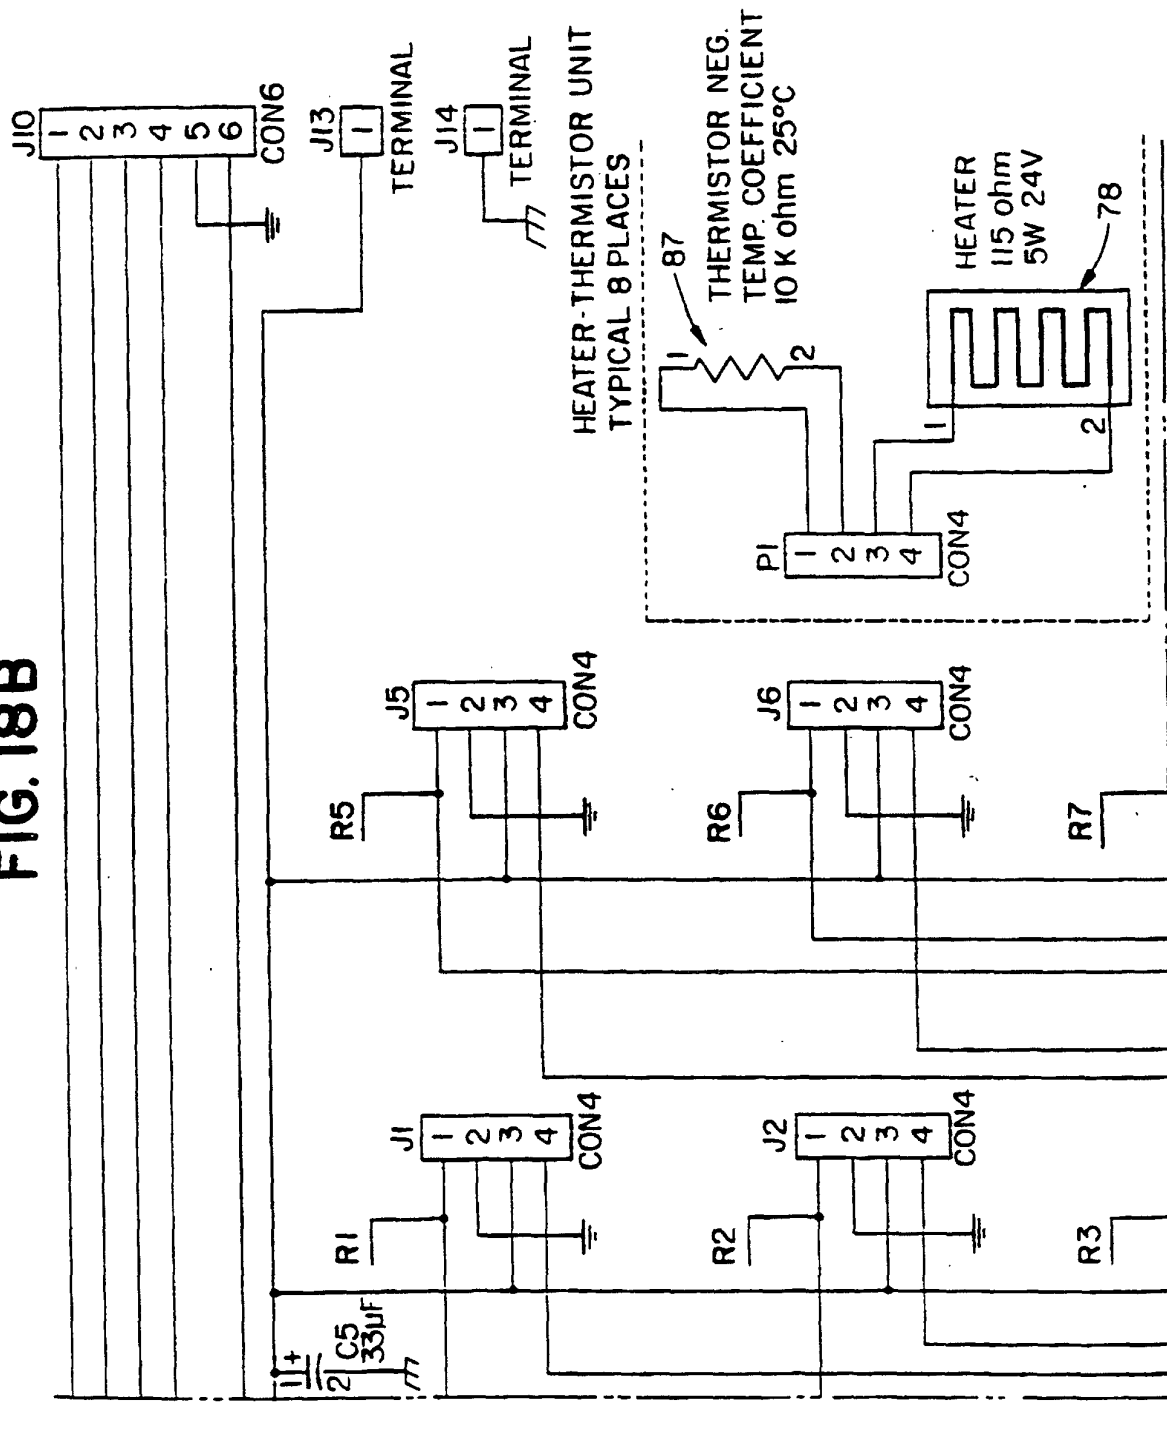 FIG. 18B
J10
1
2
3
4
5
6
CON6
J13
1
TERMINAL
J14
1
TERMINAL
HEATER-THERMISTOR UNIT
TYPICAL 8 PLACES
87
THERMISTOR NEG.
TEMP. COEFFICIENT
10 K ohm 25°C
1
2
HEATER
115 ohm
5W 24V
78
1
2
P1
1
2
3
4
CON4
R5
J5
1
2
3
4
CON4
R6
J6
1
2
3
4
CON4
R7
1
2
+
C5
33µF
R1
J1
1
2
3
4
CON4
R2
J2
1
2
3
4
CON4
R3